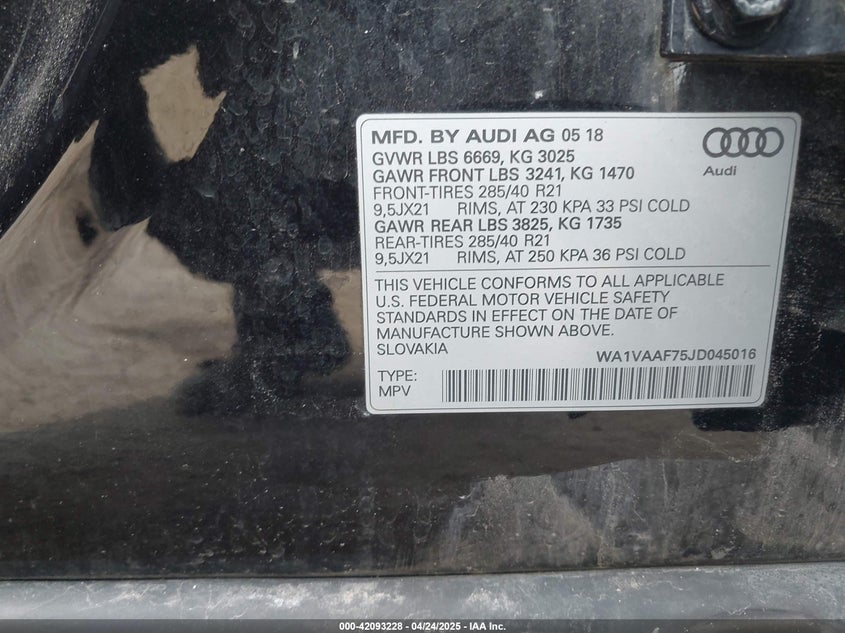 MFD. BY AUDI AG 05 18
GVWR LBS 6669, KG 3025
GAWR FRONT LBS 3241, KG 1470
FRONT-TIRES 285/40 R21
9,5JX21 RIMS, AT 230 KPA 33 PSI COLD
GAWR REAR LBS 3825, KG 1735
REAR-TIRES 285/40 R21
9,5JX21 RIMS, AT 250 KPA 36 PSI COLD
Audi
THIS VEHICLE CONFORMS TO ALL APPLICABLE
U.S. FEDERAL MOTOR VEHICLE SAFETY
STANDARDS IN EFFECT ON THE DATE OF
MANUFACTURE SHOWN ABOVE.
SLOVAKIA WA1VAAF75JD045016
TYPE:
MPV
000-42093228 - 04/24/2025 - IAA Inc.